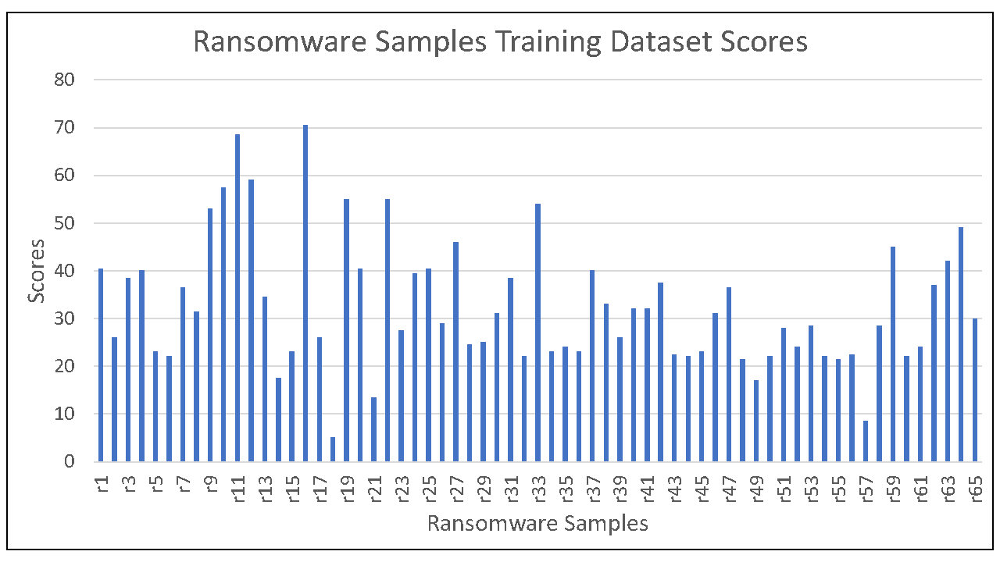 Ransomware Samples Training Dataset Scores
80
70
60
50
40
30
20
10
0
Scores
r1 r3 r5 r7 r9 r11 r13 r15 r17 r19 r21 r23 r25 r27 r29 r31 r33 r35 r37 r39 r41 r43 r45 r47 r49 r51 r53 r55 r57 r59 r61 r63 r65
Ransomware Samples